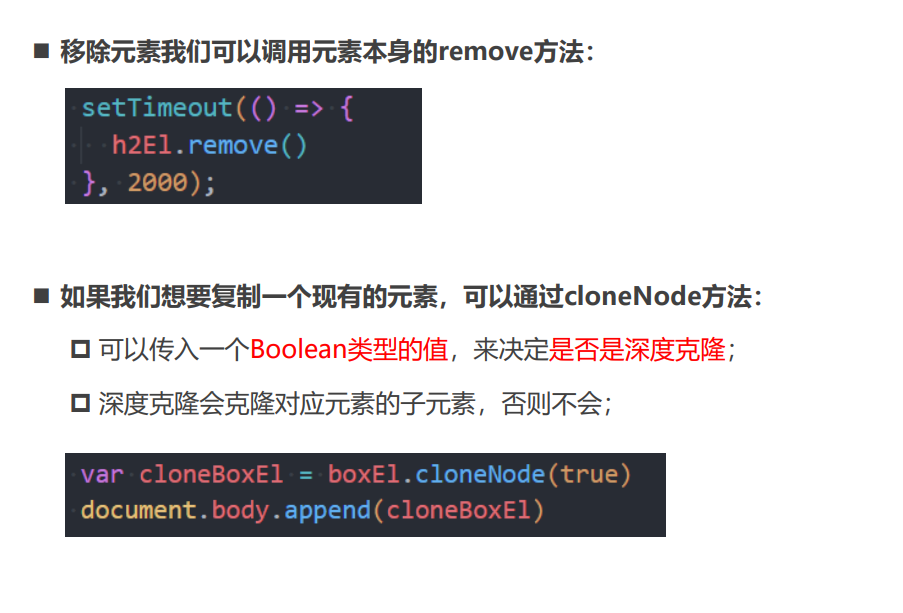 移除元素我们可以调用元素本身的remove方法：
setTimeout(() => {
  h2El.remove()
}, 2000);
如果我们想要复制一个现有的元素，可以通过cloneNode方法：
可以传入一个Boolean类型的值，来决定是否是深度克隆；
深度克隆会克隆对应元素的子元素，否则不会；
var cloneBoxEl = boxEl.cloneNode(true)
document.body.append(cloneBoxEl)